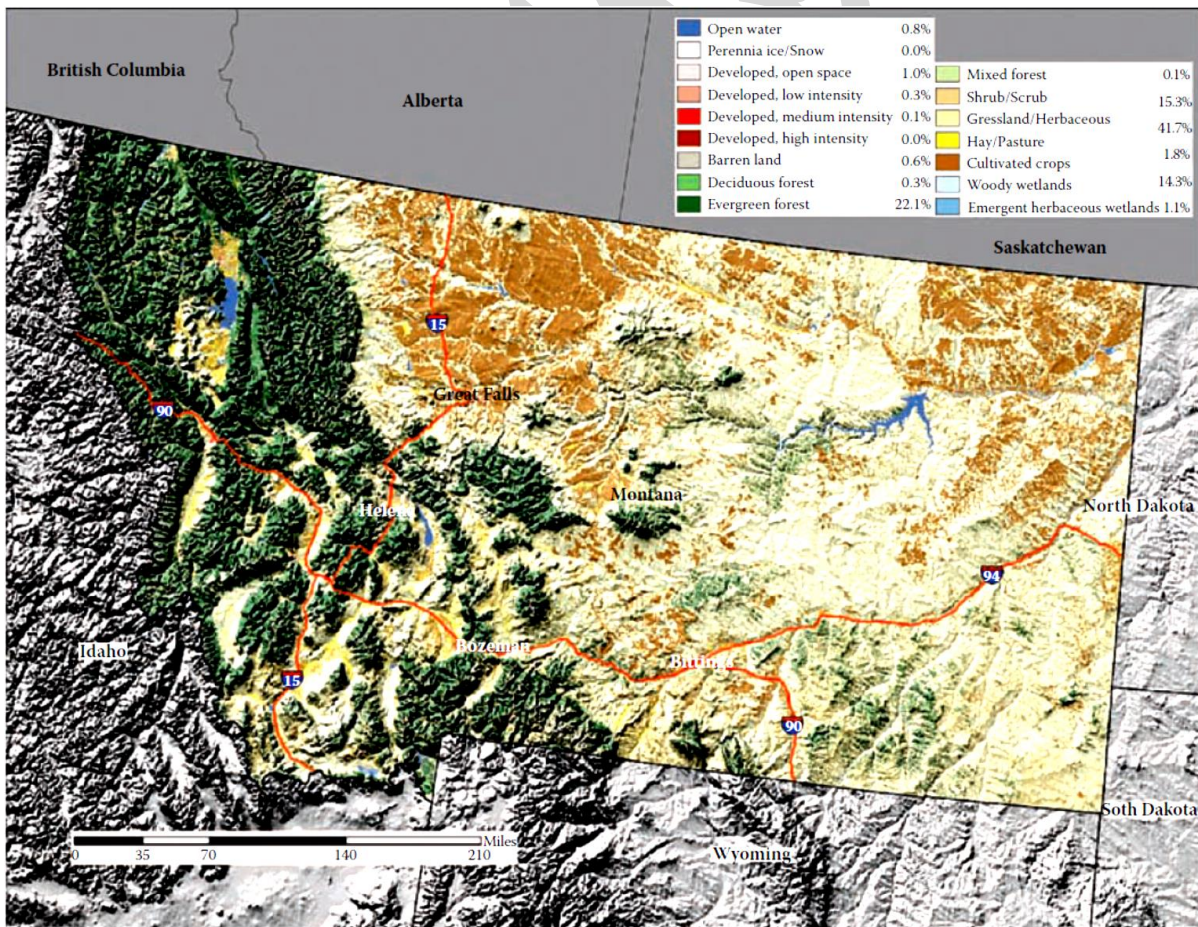 British Columbia
Alberta
Open water 0.8%
Perennia ice/Snow 0.0%
Developed, open space 1.0%
Developed, low intensity 0.3%
Developed, medium intensity 0.1%
Developed, high intensity 0.0%
Barren land 0.6%
Deciduous forest 0.3%
Evergreen forest 22.1%
Mixed forest 0.1%
Shrub/Scrub 15.3%
Gressland/Herbaceous 41.7%
Hay/Pasture 1.8%
Cultivated crops
Woody wetlands 14.3%
Emergent herbaceous wetlands 1.1%
Saskatchewan
15
Great Falls
90
Montana
Helena
North Dakota
94
Idaho
Bozeman
Bittings
15
90
Soth Dakota
Miles
0 35 70 140 210
Wyoming